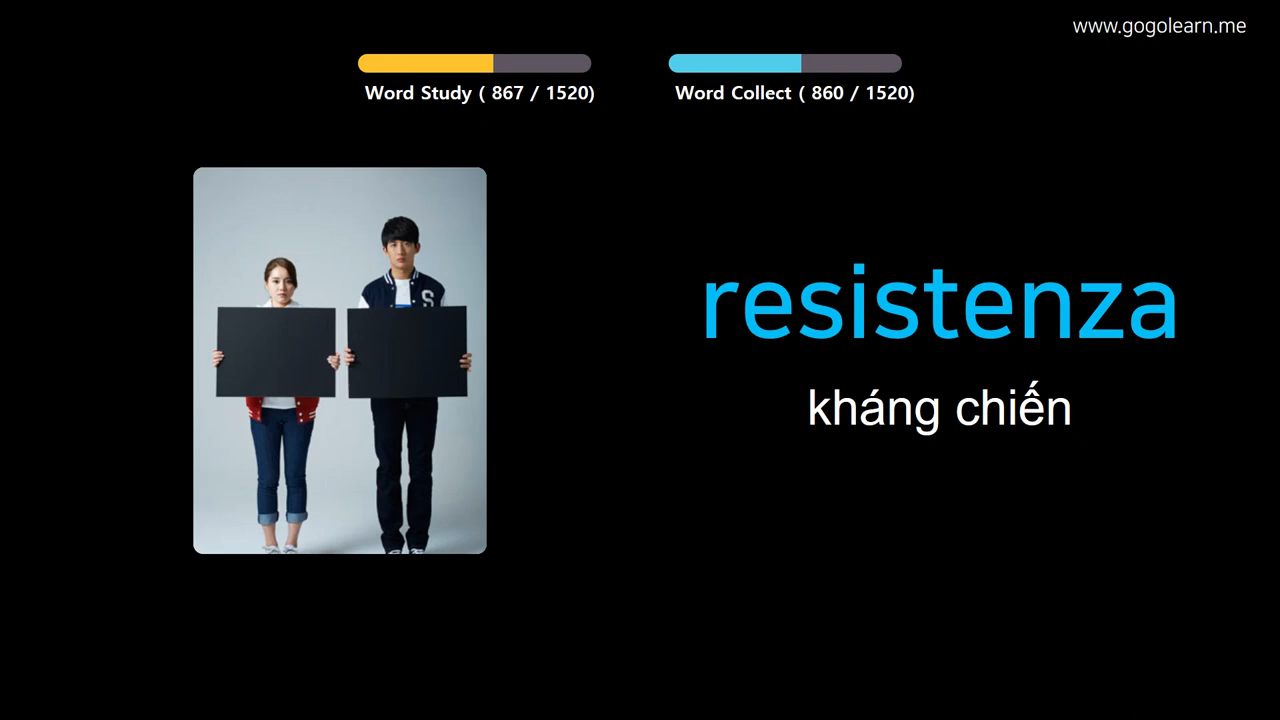 www.gogolearn.me
Word Study ( 867 / 1520)
Word Collect ( 860 / 1520)
S
resistenza
kháng chiến